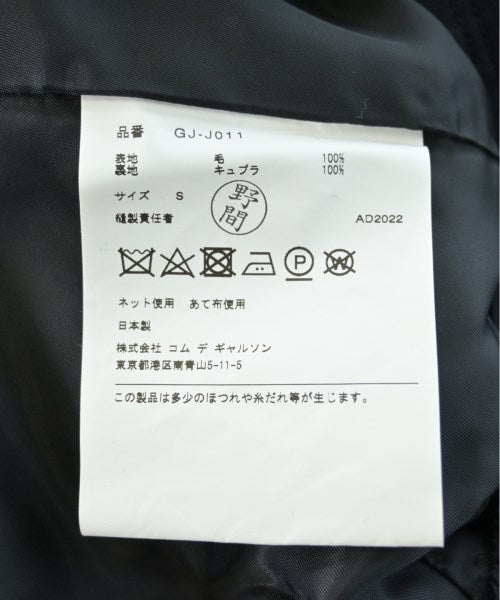 品番 GJ-J011
表地 毛 100%
裏地 キュプラ 100%
サイズ S
野間
縫製責任者 AD2022
P W
ネット使用 あて布使用
日本製
株式会社 コム デ ギャルソン
東京都港区南青山5-11-5
この製品は多少のほつれや糸だれ等が生じます。